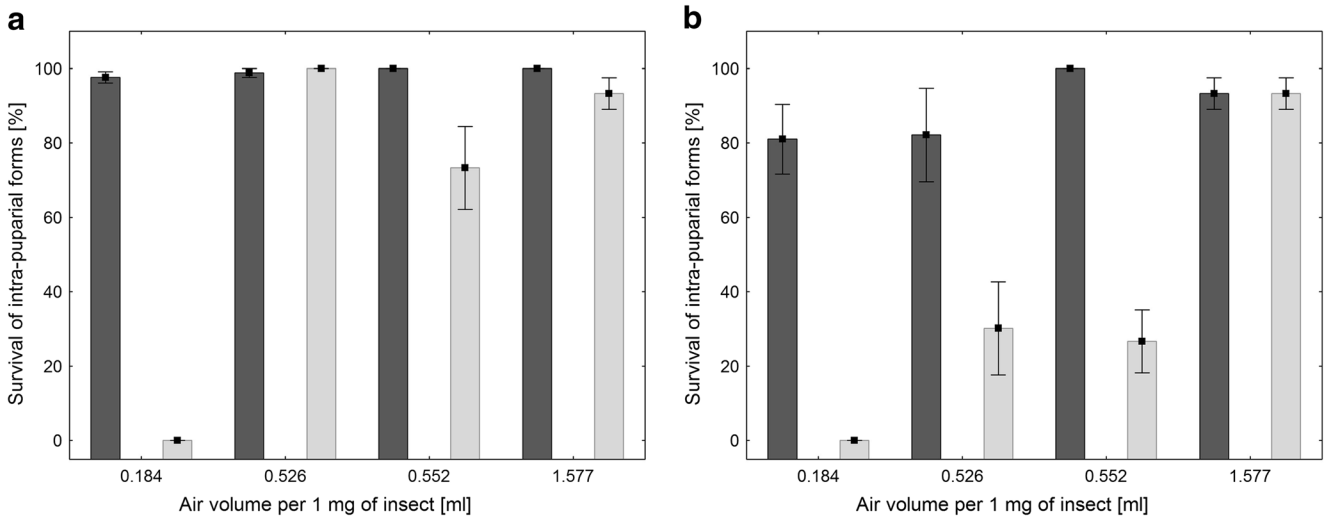 a
Survival of intra-puparial forms [%]
100
80
60
40
20
0
0.184 0.526 0.552 1.577
Air volume per 1 mg of insect [ml]
b
Survival of intra-puparial forms [%]
100
80
60
40
20
0
0.184 0.526 0.552 1.577
Air volume per 1 mg of insect [ml]